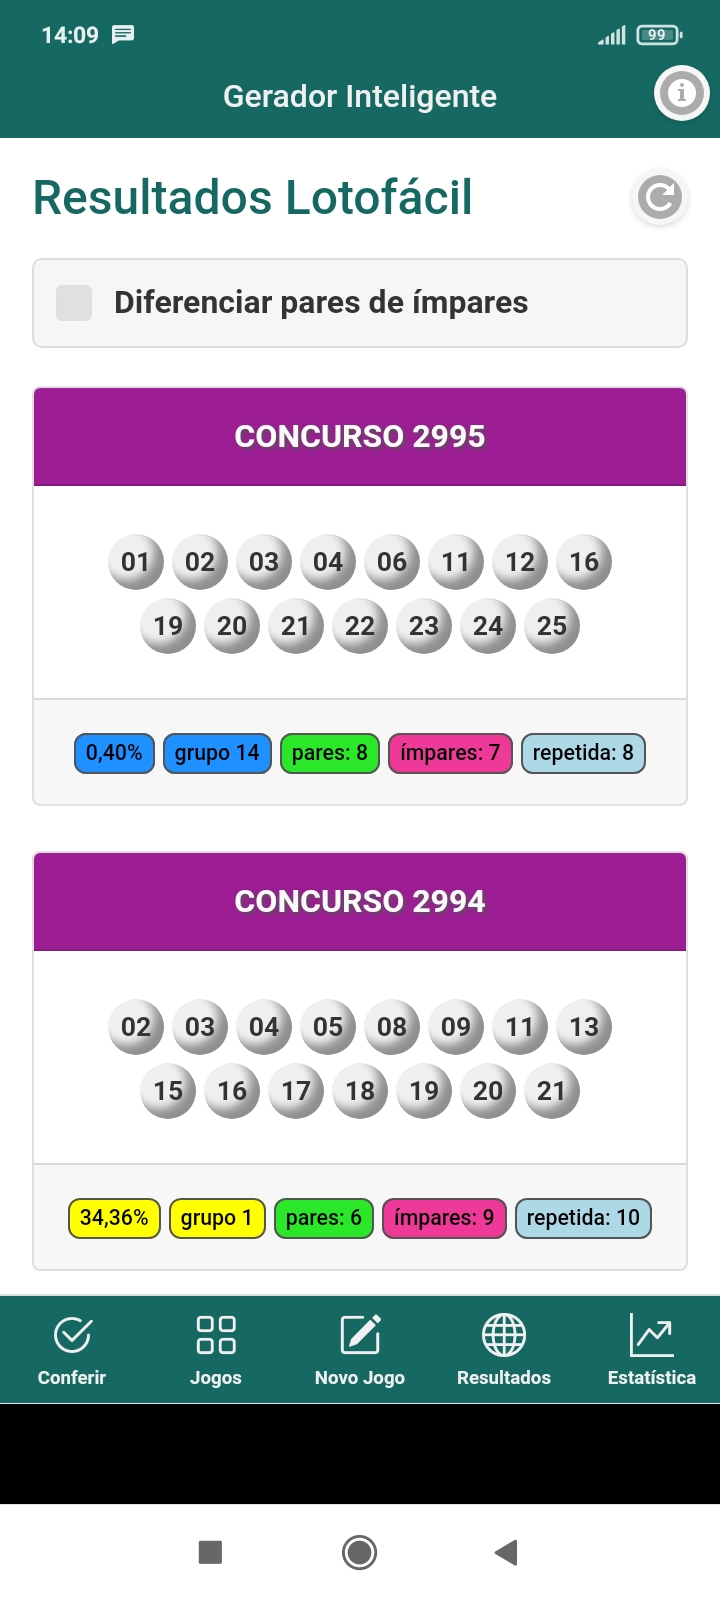 14:09
99
Gerador Inteligente
i
Resultados Lotofácil
Diferenciar pares de ímpares
CONCURSO 2995
01 02 03 04 06 11 12 16
19 20 21 22 23 24 25
0,40% grupo 14 pares: 8 ímpares: 7 repetida: 8
CONCURSO 2994
02 03 04 05 08 09 11 13
15 16 17 18 19 20 21
34,36% grupo 1 pares: 6 ímpares: 9 repetida: 10
Conferir Jogos Novo Jogo Resultados Estatística